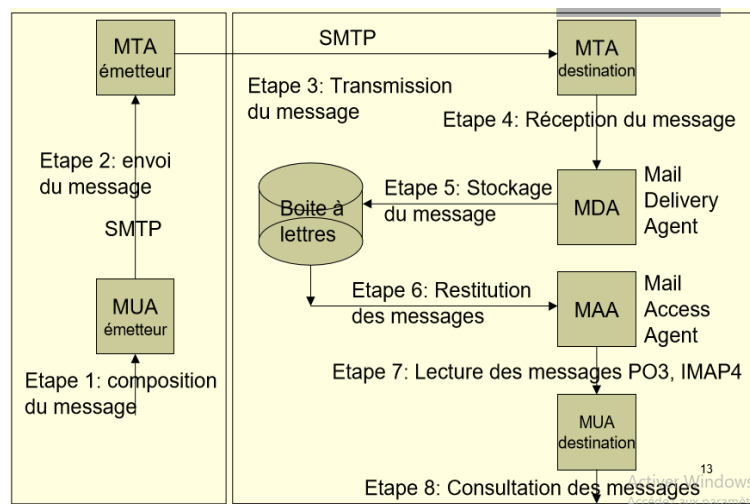 MTA
émetteur
SMTP
MTA
destination
Etape 3: Transmission
du message
Etape 4: Réception du message
Etape 2: envoi
du message
SMTP
Boite à
lettres
Etape 5: Stockage
du message
MDA
Mail
Delivery
Agent
MUA
émetteur
Etape 6: Restitution
des messages
MAA
Mail
Access
Agent
Etape 1: composition
du message
Etape 7: Lecture des messages PO3, IMAP4
MUA
destination
13
Activer Windows
Etape 8: Consultation des messages